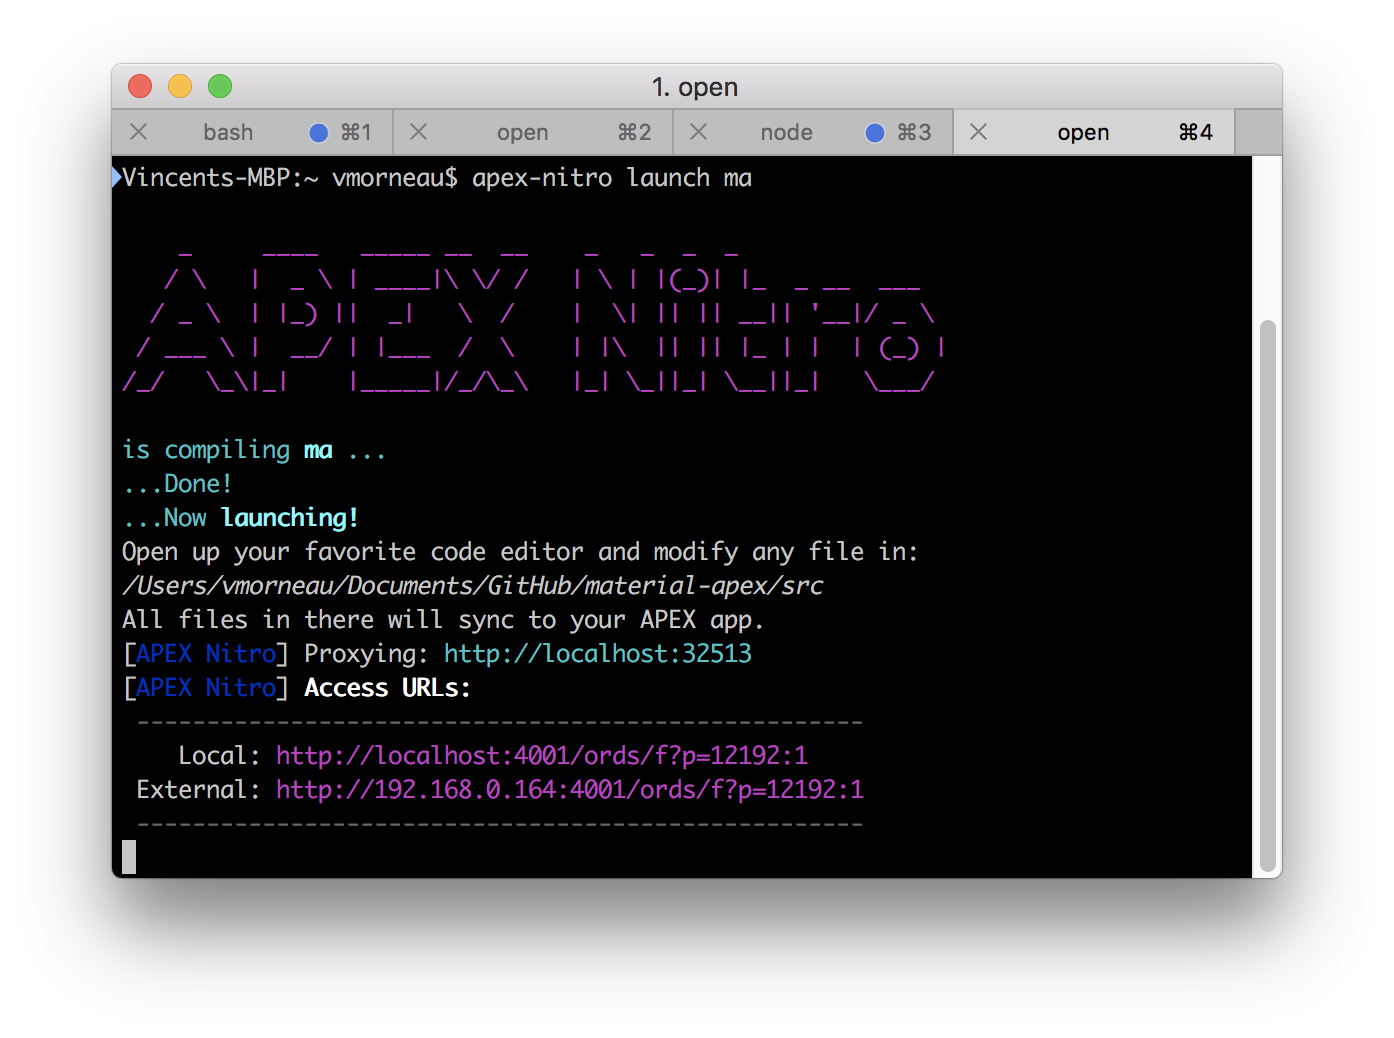 1. open
bash ⌘1 open ⌘2 node ⌘3 open ⌘4
Vincents-MBP:~ vmorneau$ apex-nitro launch ma
APEX Nitro
is compiling ma ...
...Done!
...Now launching!
Open up your favorite code editor and modify any file in:
/Users/vmorneau/Documents/GitHub/material-apex/src
All files in there will sync to your APEX app.
[APEX Nitro] Proxying: http://localhost:32513
[APEX Nitro] Access URLs:
----------------------------------------------------
Local: http://localhost:4001/ords/f?p=12192:1
External: http://192.168.0.164:4001/ords/f?p=12192:1
----------------------------------------------------